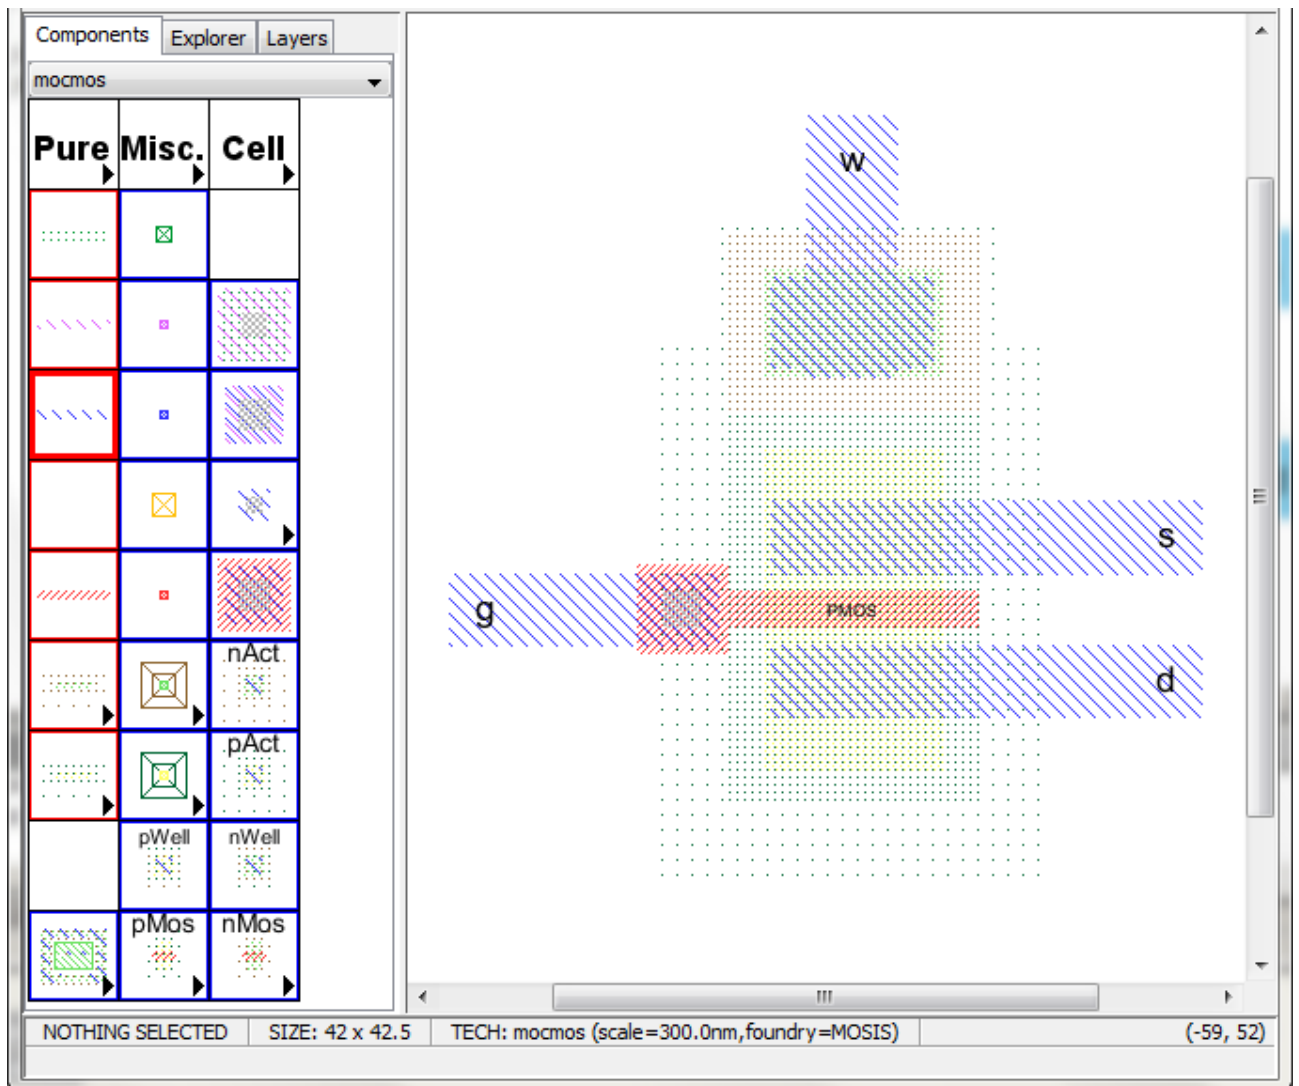 Components Explorer Layers
mocmos
Pure Misc. Cell
nAct
pAct
pWell nWell
pMos nMos
w
s
g
PMOS
d
NOTHING SELECTED SIZE: 42 x 42.5 TECH: mocmos (scale=300.0nm,foundry=MOSIS) (-59, 52)